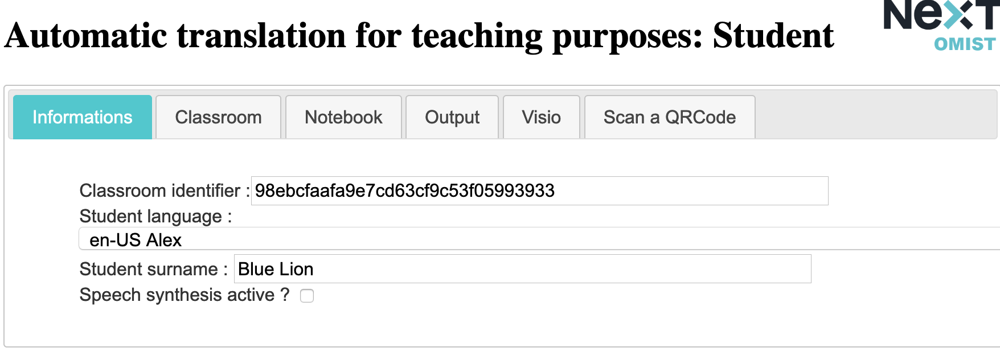 Automatic translation for teaching purposes: Student
NexT
OMIST
Informations Classroom Notebook Output Visio Scan a QRCode
Classroom identifier : 98ebcfaafa9e7cd63cf9c53f05993933
Student language :
en-US Alex
Student surname : Blue Lion
Speech synthesis active ?